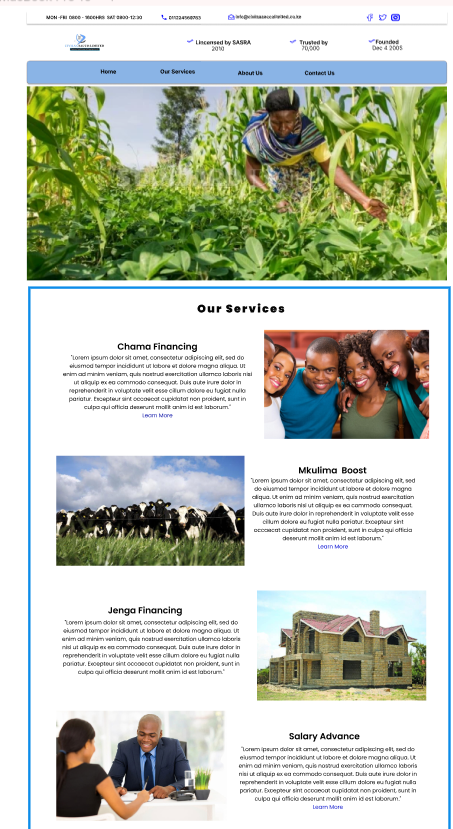 MON -FRI 0800 - 1600HRS SAT 0800-12:30
info@civilsaaccolimited.co.ke
Lincensed by SASRA
2010
Trusted by
70,000
Founded
Dec 4 2005
Home
Our Services
About Us
Contact Us
Our Services
Chama Financing
"Lorem ipsum dolor sit amet, consectetur adipiscing elit, sed do
eiusmod tempor incididunt ut labore et dolore magna aliqua. Ut
enim ad minim veniam, quis nostrud exercitation ullamco laboris nisi
ut aliquip ex ea commodo consequat. Duis aute irure dolor in
reprehenderit in voluptate velit esse cillum dolore eu fugiat nulla
pariatur. Excepteur sint occaecat cupidatat non proident, sunt in
culpa qui officia deserunt mollit anim id est laborum."
Learn More
Mkulima Boost
"Lorem ipsum dolor sit amet, consectetur adipiscing elit, sed
do eiusmod tempor incididunt ut labore et dolore magna
aliqua. Ut enim ad minim veniam, quis nostrud exercitation
ullamco laboris nisi ut aliquip ex ea commodo consequat.
Duis aute irure dolor in reprehenderit in voluptate velit esse
cillum dolore eu fugiat nulla pariatur. Excepteur sint
occaecat cupidatat non proident, sunt in culpa qui officia
deserunt mollit anim id est laborum."
Learn More
Jenga Financing
"Lorem ipsum dolor sit amet, consectetur adipiscing elit, sed do
eiusmod tempor incididunt ut labore et dolore magna aliqua. Ut
enim ad minim veniam, quis nostrud exercitation ullamco laboris
nisi ut aliquip ex ea commodo consequat. Duis aute irure dolor in
reprehenderit in voluptate velit esse cillum dolore eu fugiat nulla
pariatur. Excepteur sint occaecat cupidatat non proident, sunt in
culpa qui officia deserunt mollit anim id est laborum."
Salary Advance
"Lorem ipsum dolor sit amet, consectetur adipiscing elit, sed do
eiusmod tempor incididunt ut labore et dolore magna aliqua. Ut
enim ad minim veniam, quis nostrud exercitation ullamco laboris
nisi ut aliquip ex ea commodo consequat. Duis aute irure dolor in
reprehenderit in voluptate velit esse cillum dolore eu fugiat nulla
pariatur. Excepteur sint occaecat cupidatat non proident, sunt in
culpa qui officia deserunt mollit anim id est laborum."
Learn More